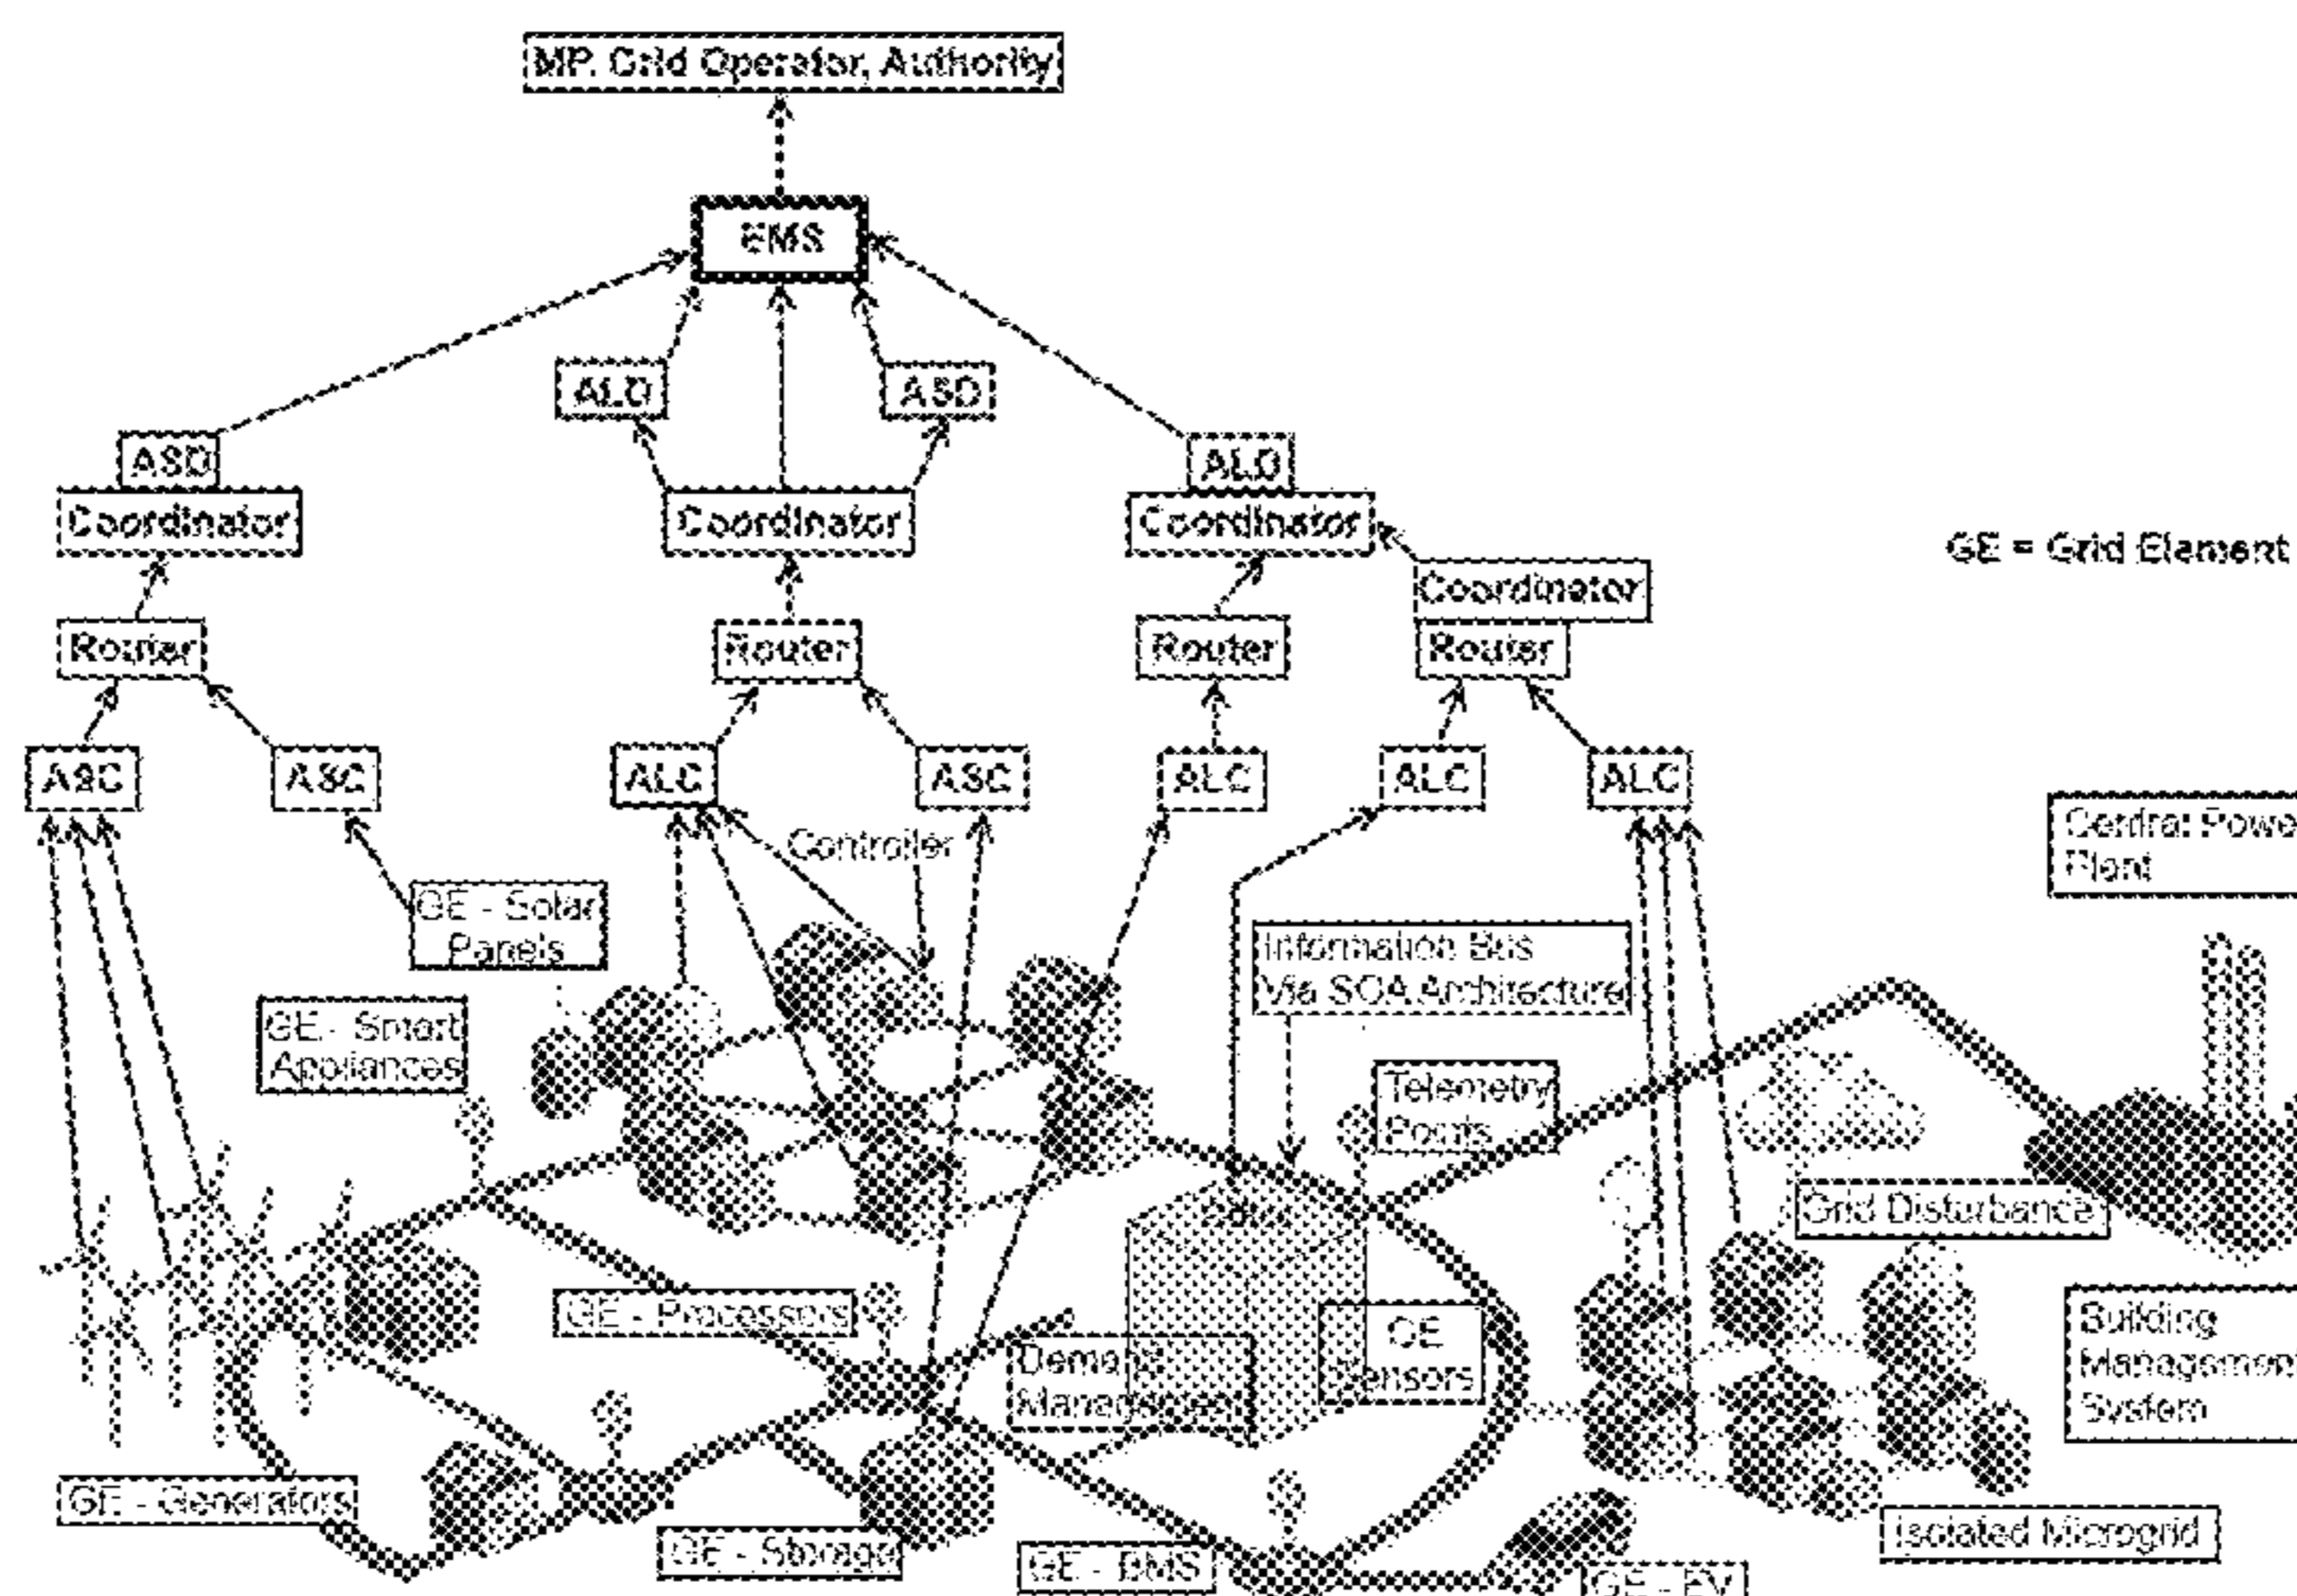 MP, Grid Operator, Authority
EMS
ALD
ASD
ASD
ALD
Coordinator
Coordinator
Coordinator
GE = Grid Element
Coordinator
Router
Router
Router
Router
ASC
ASC
ALC
ASC
ALC
ALC
ALC
Controller
Central Powe
Plant
GE - Solar
Panels
Information Bus
Via SOA Architecture
GE - Smart
Appliances
Telemetry
Points
Grid Disturbance
GE - Processors
GE
Sensors
Building
Management
System
Management
GE - Generators
GE - Storage
GE - BMS
Isolated Microgrid
GE - EV